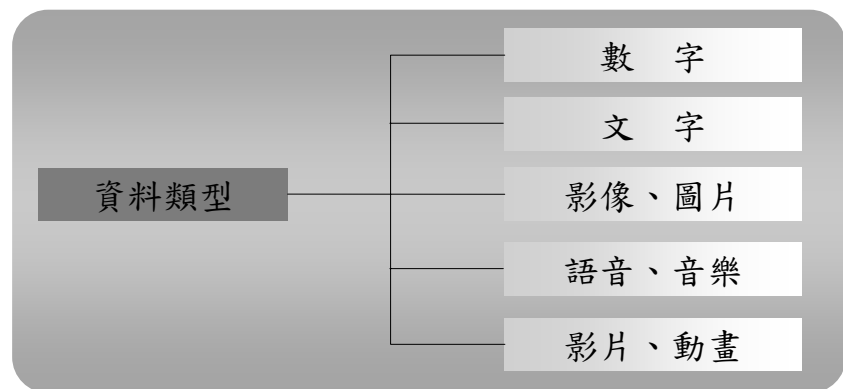 資料類型
數 字
文 字
影像、圖片
語音、音樂
影片、動畫